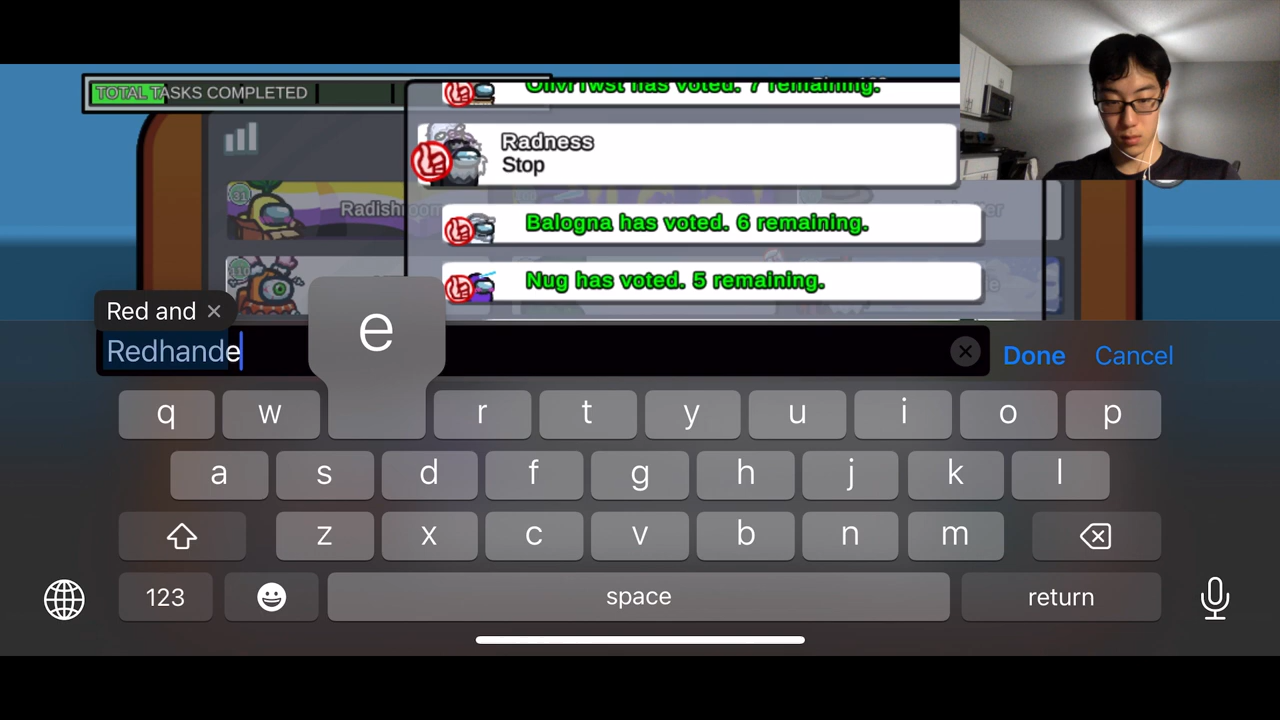 TOTAL TASKS COMPLETED
OlivrTwst has voted. 7 remaining.
Radness
Stop
Balogna has voted. 6 remaining.
Nug has voted. 5 remaining.
Red and
Redhande
Done
Cancel
e
q w r t y u i o p
a s d f g h j k l
z x c v b n m
123
space
return